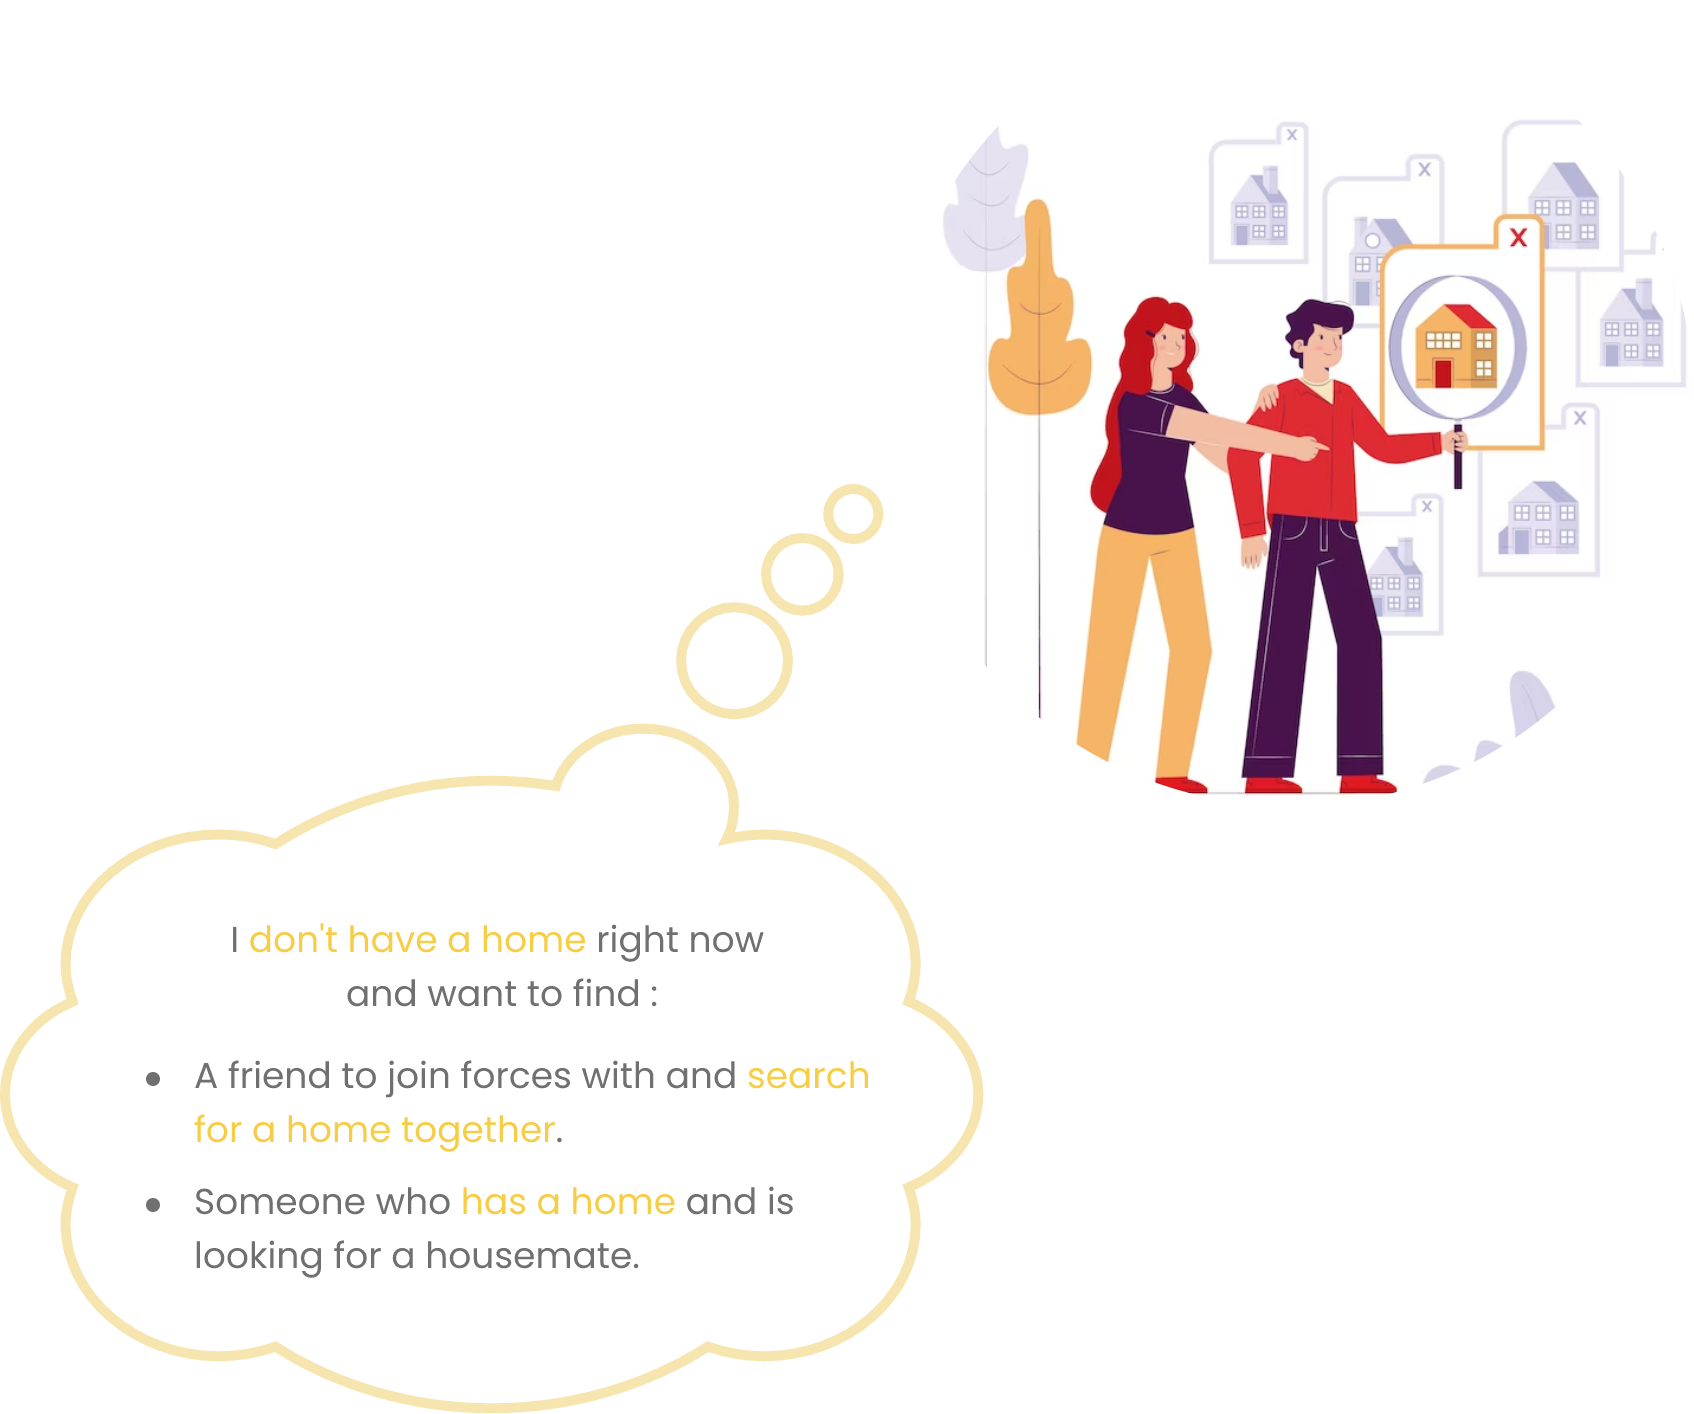 X
X
X
X
X
I don't have a home right now
and want to find :
• A friend to join forces with and search
for a home together.
• Someone who has a home and is
looking for a housemate.